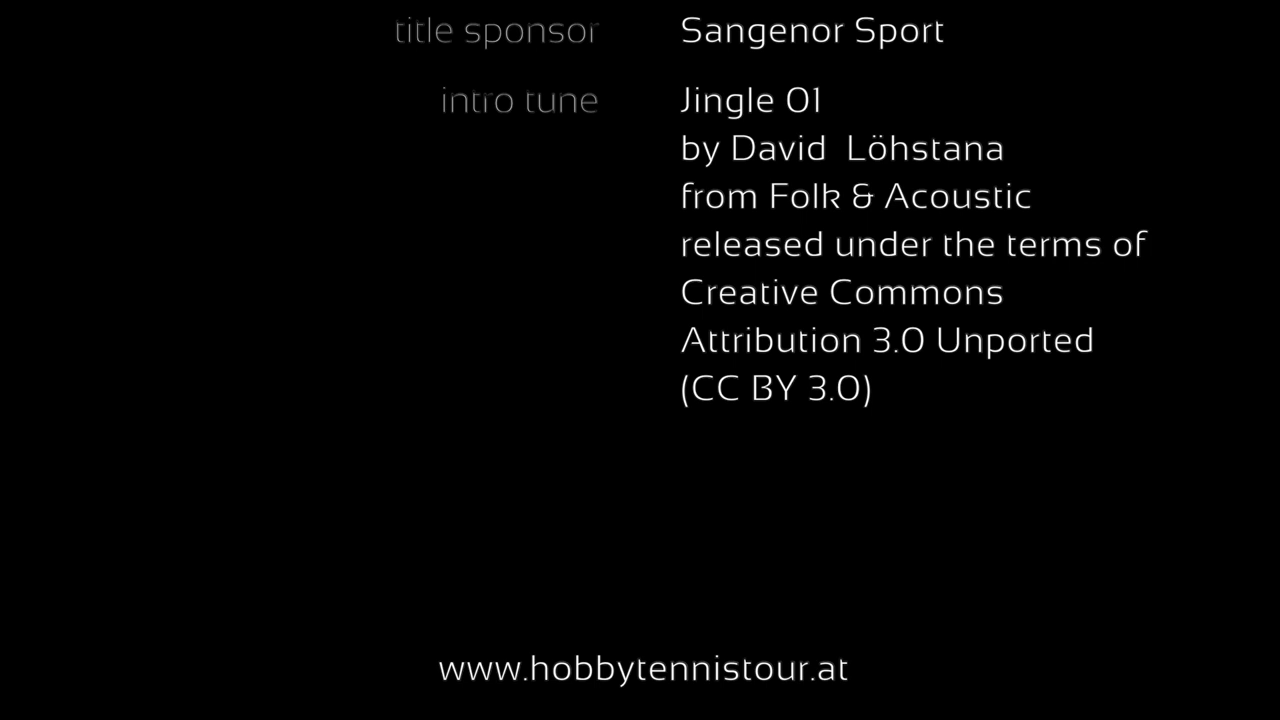 title sponsor Sangenor Sport
intro tune Jingle 01
by David Löhstana
from Folk & Acoustic
released under the terms of
Creative Commons
Attribution 3.0 Unported
(CC BY 3.0)
www.hobbytennistour.at